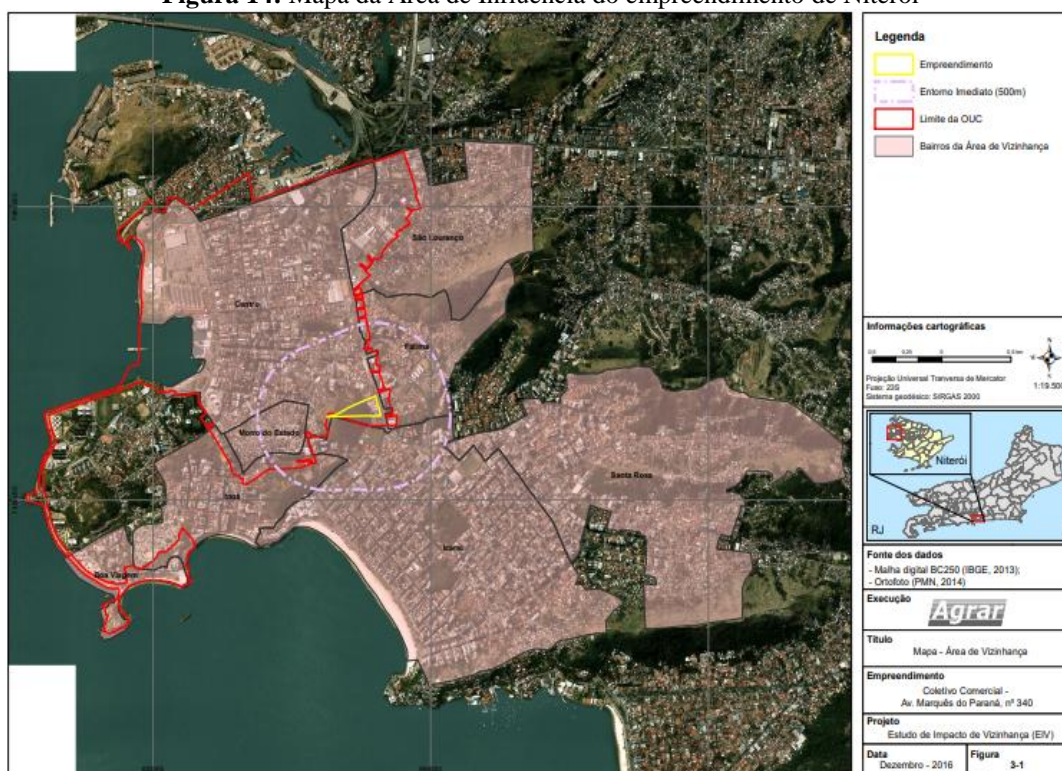 Figura 14: Mapa da Área de Influência do empreendimento de Niterói
Legenda
Empreendimento
Entorno Imediato (500m)
Limite da OUC
Bairros da Área de Vizinhança
São Lourenço
Centro
Fátima
Morro do Estado
Ingá
Santa Rosa
Icaraí
Boa Viagem
Informações cartográficas
Projeção Universal Tranversa de Mercator
Fuso: 23S
Sistema geodésico: SIRGAS 2000
1:19.500
Niterói
RJ
Fonte dos dados
- Malha digital BC250 (IBGE, 2013);
- Ortofoto (PMN, 2014)
Execução
Agrar
Título
Mapa - Área de Vizinhança
Empreendimento
Coletivo Comercial -
Av. Marquês do Paraná, nº 340
Projeto
Estudo de Impacto de Vizinhança (EIV)
Data
Dezembro - 2016
Figura
3-1